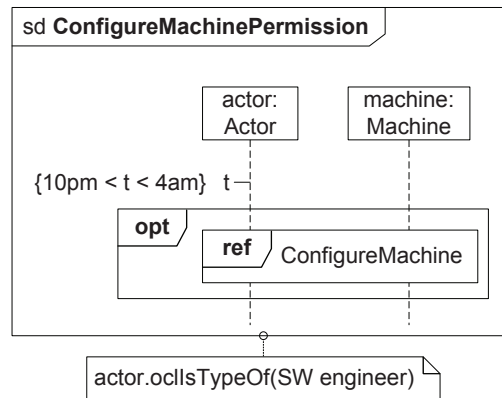 sd ConfigureMachinePermission
actor:
Actor
machine:
Machine
{10pm < t < 4am} t
opt
ref
ConfigureMachine
actor.oclIsTypeOf(SW engineer)